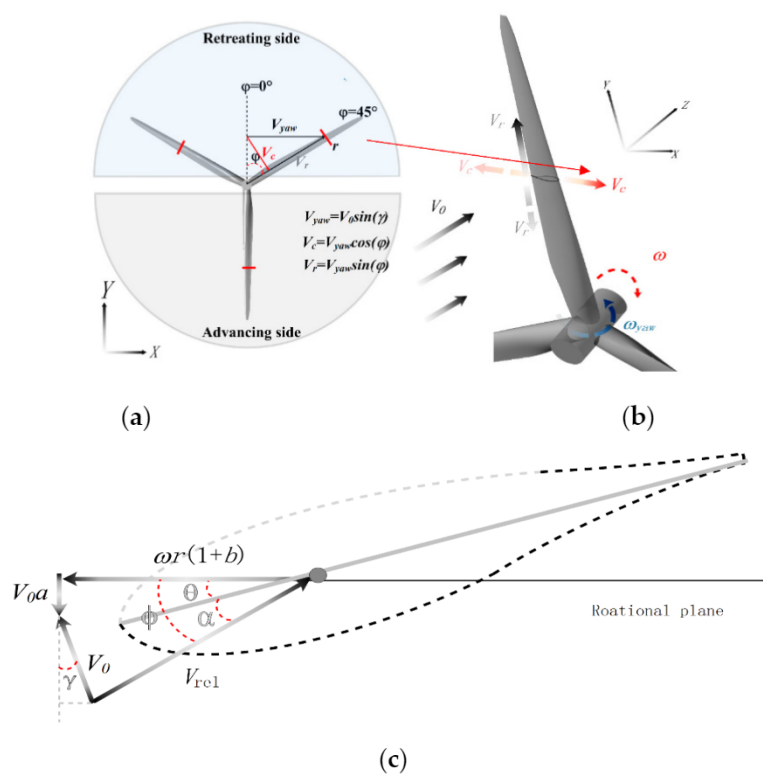 Retreating side
φ=0°
φ=45°
V_yaw
r
φ
V_c
V_r
V_yaw=V_0sin(γ)
V_c=V_yawcos(φ)
V_r=V_yawsin(φ)
Y
X
Advancing side
(a)
Y
Z
X
V_r
V_c
V_c
V_r
V_0
ω
ω_yaw
(b)
ωr(1+b)
V_0a
Θ
ϕ
α
Roational plane
V_0
γ
V_rel
(c)